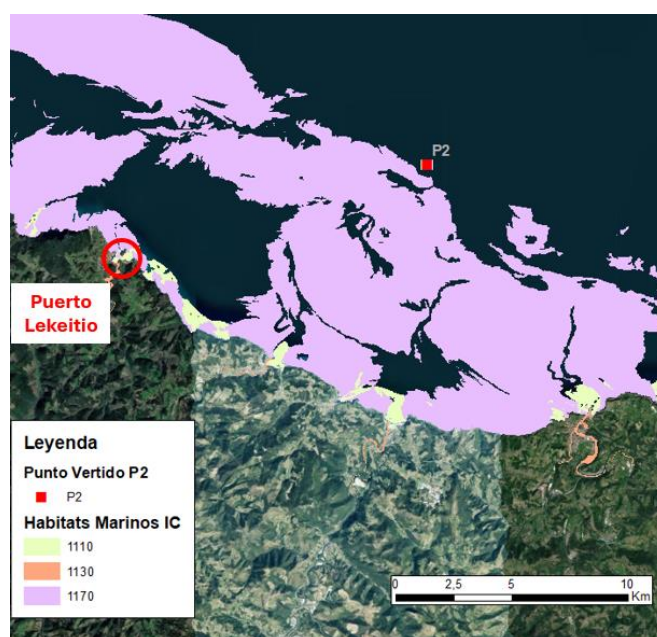 P2
Puerto
Lekeitio
Leyenda
Punto Vertido P2
P2
Habitats Marinos IC
1110
1130
1170
0 2,5 5 10
Km